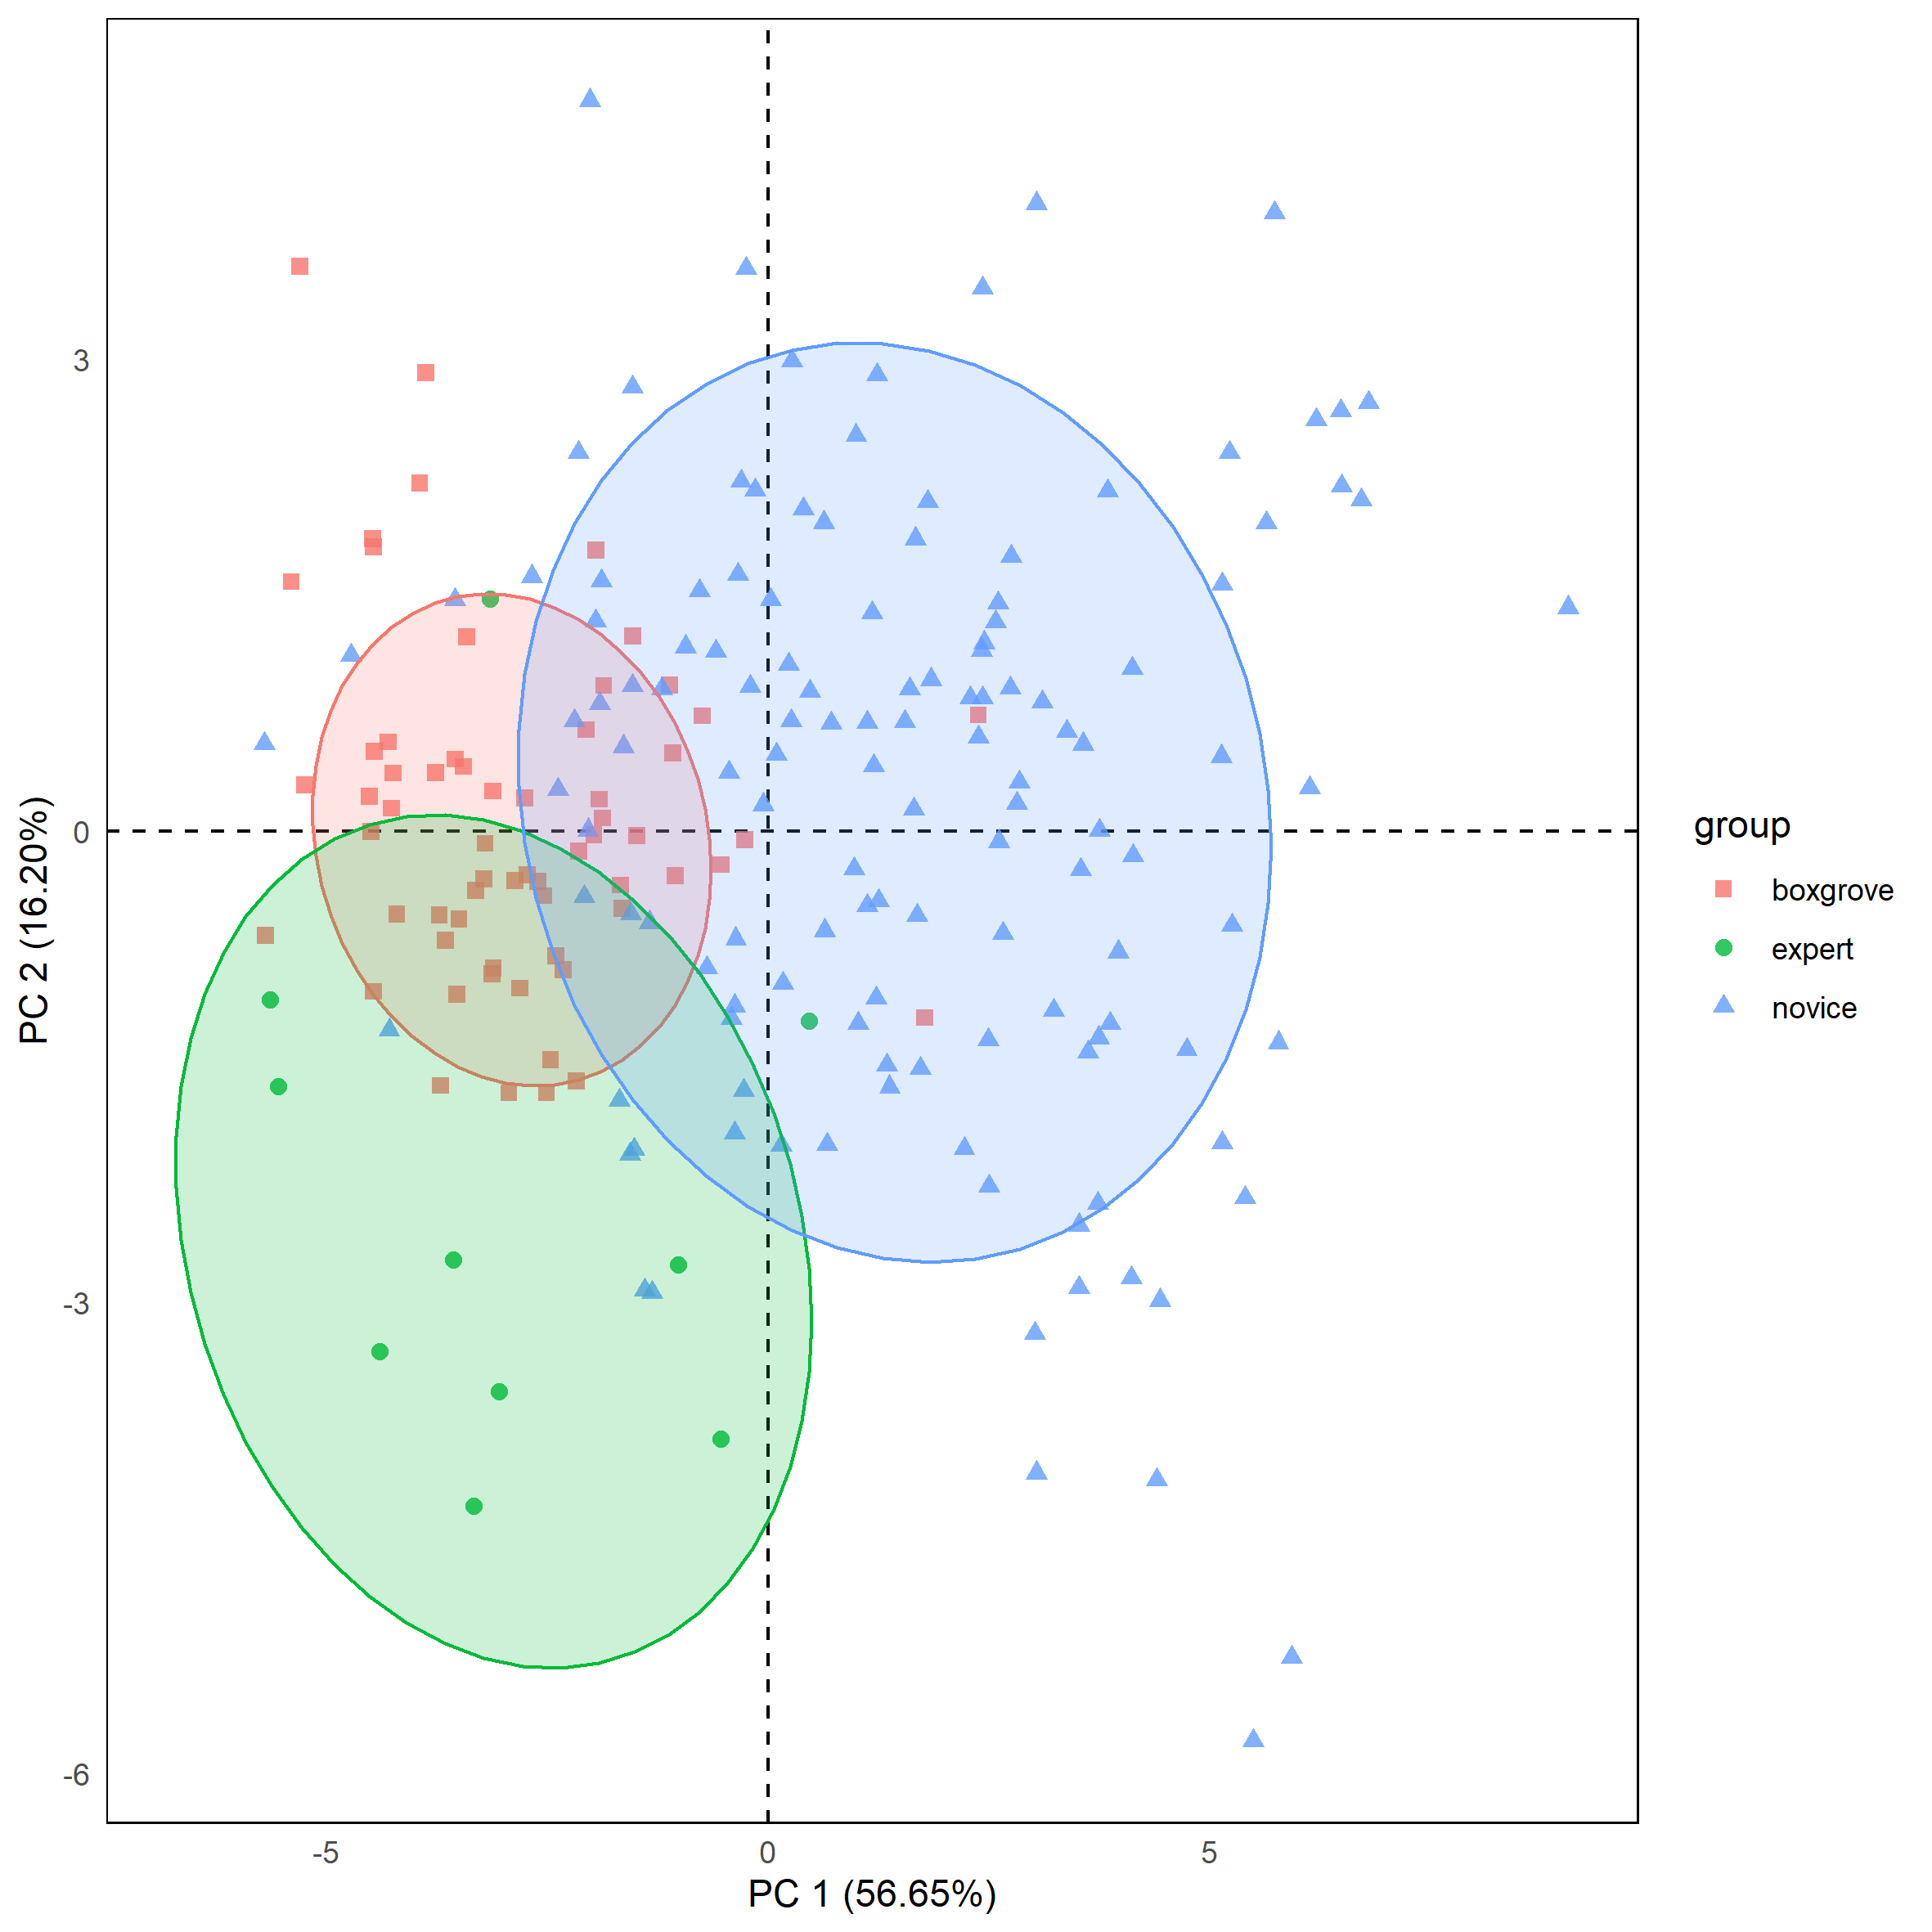 3
0
-3
-6
-5
0
5
PC 2 (16.20%)
PC 1 (56.65%)
group
boxgrove
expert
novice